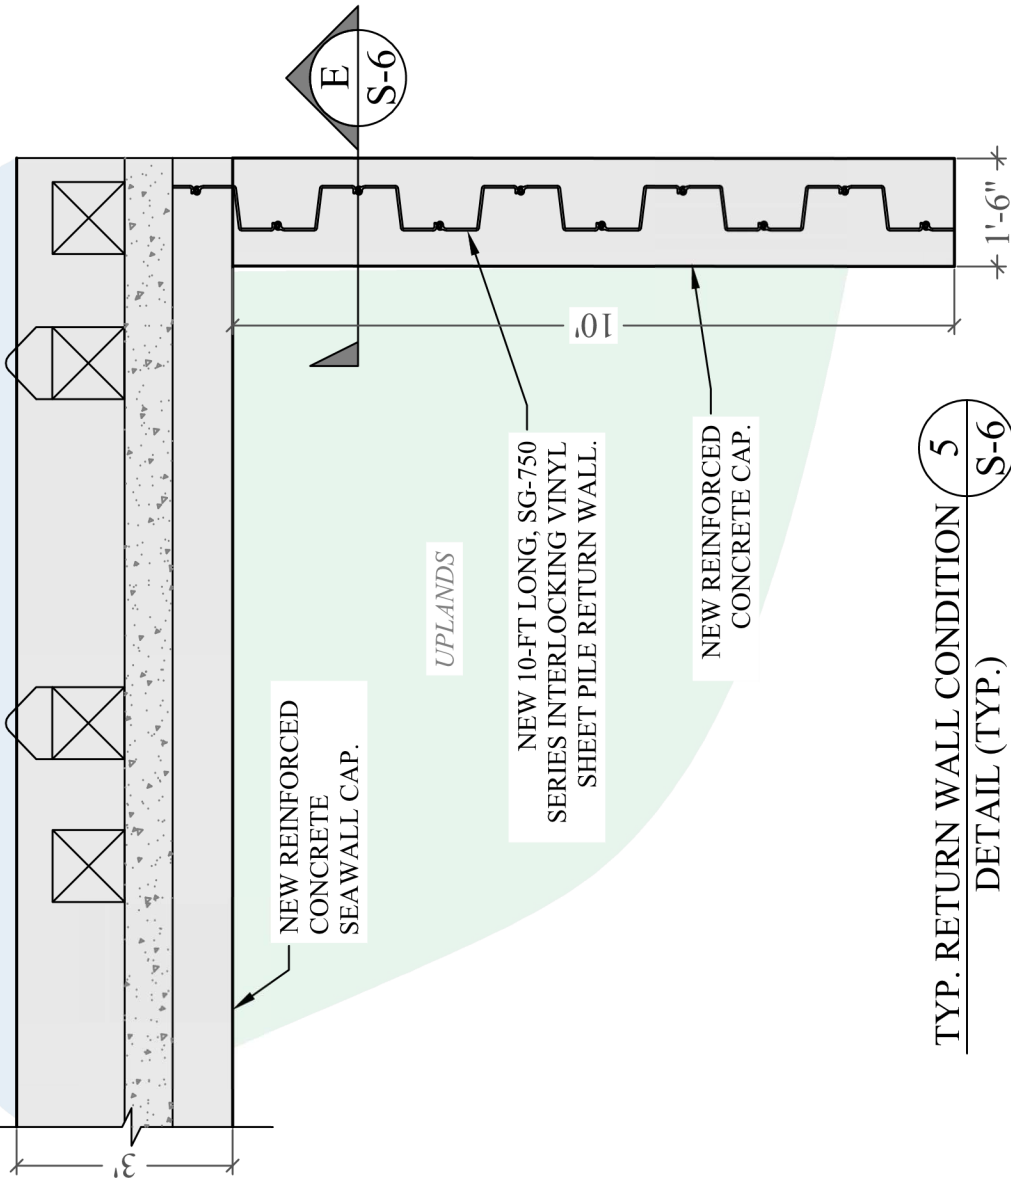 NEW REINFORCED
CONCRETE
SEAWALL CAP.
UPLANDS
NEW 10-FT LONG, SG-750
SERIES INTERLOCKING VINYL
SHEET PILE RETURN WALL.
NEW REINFORCED
CONCRETE CAP.
3'
10'
1'-6"
E
S-6
TYP. RETURN WALL CONDITION
DETAIL (TYP.)
5
S-6